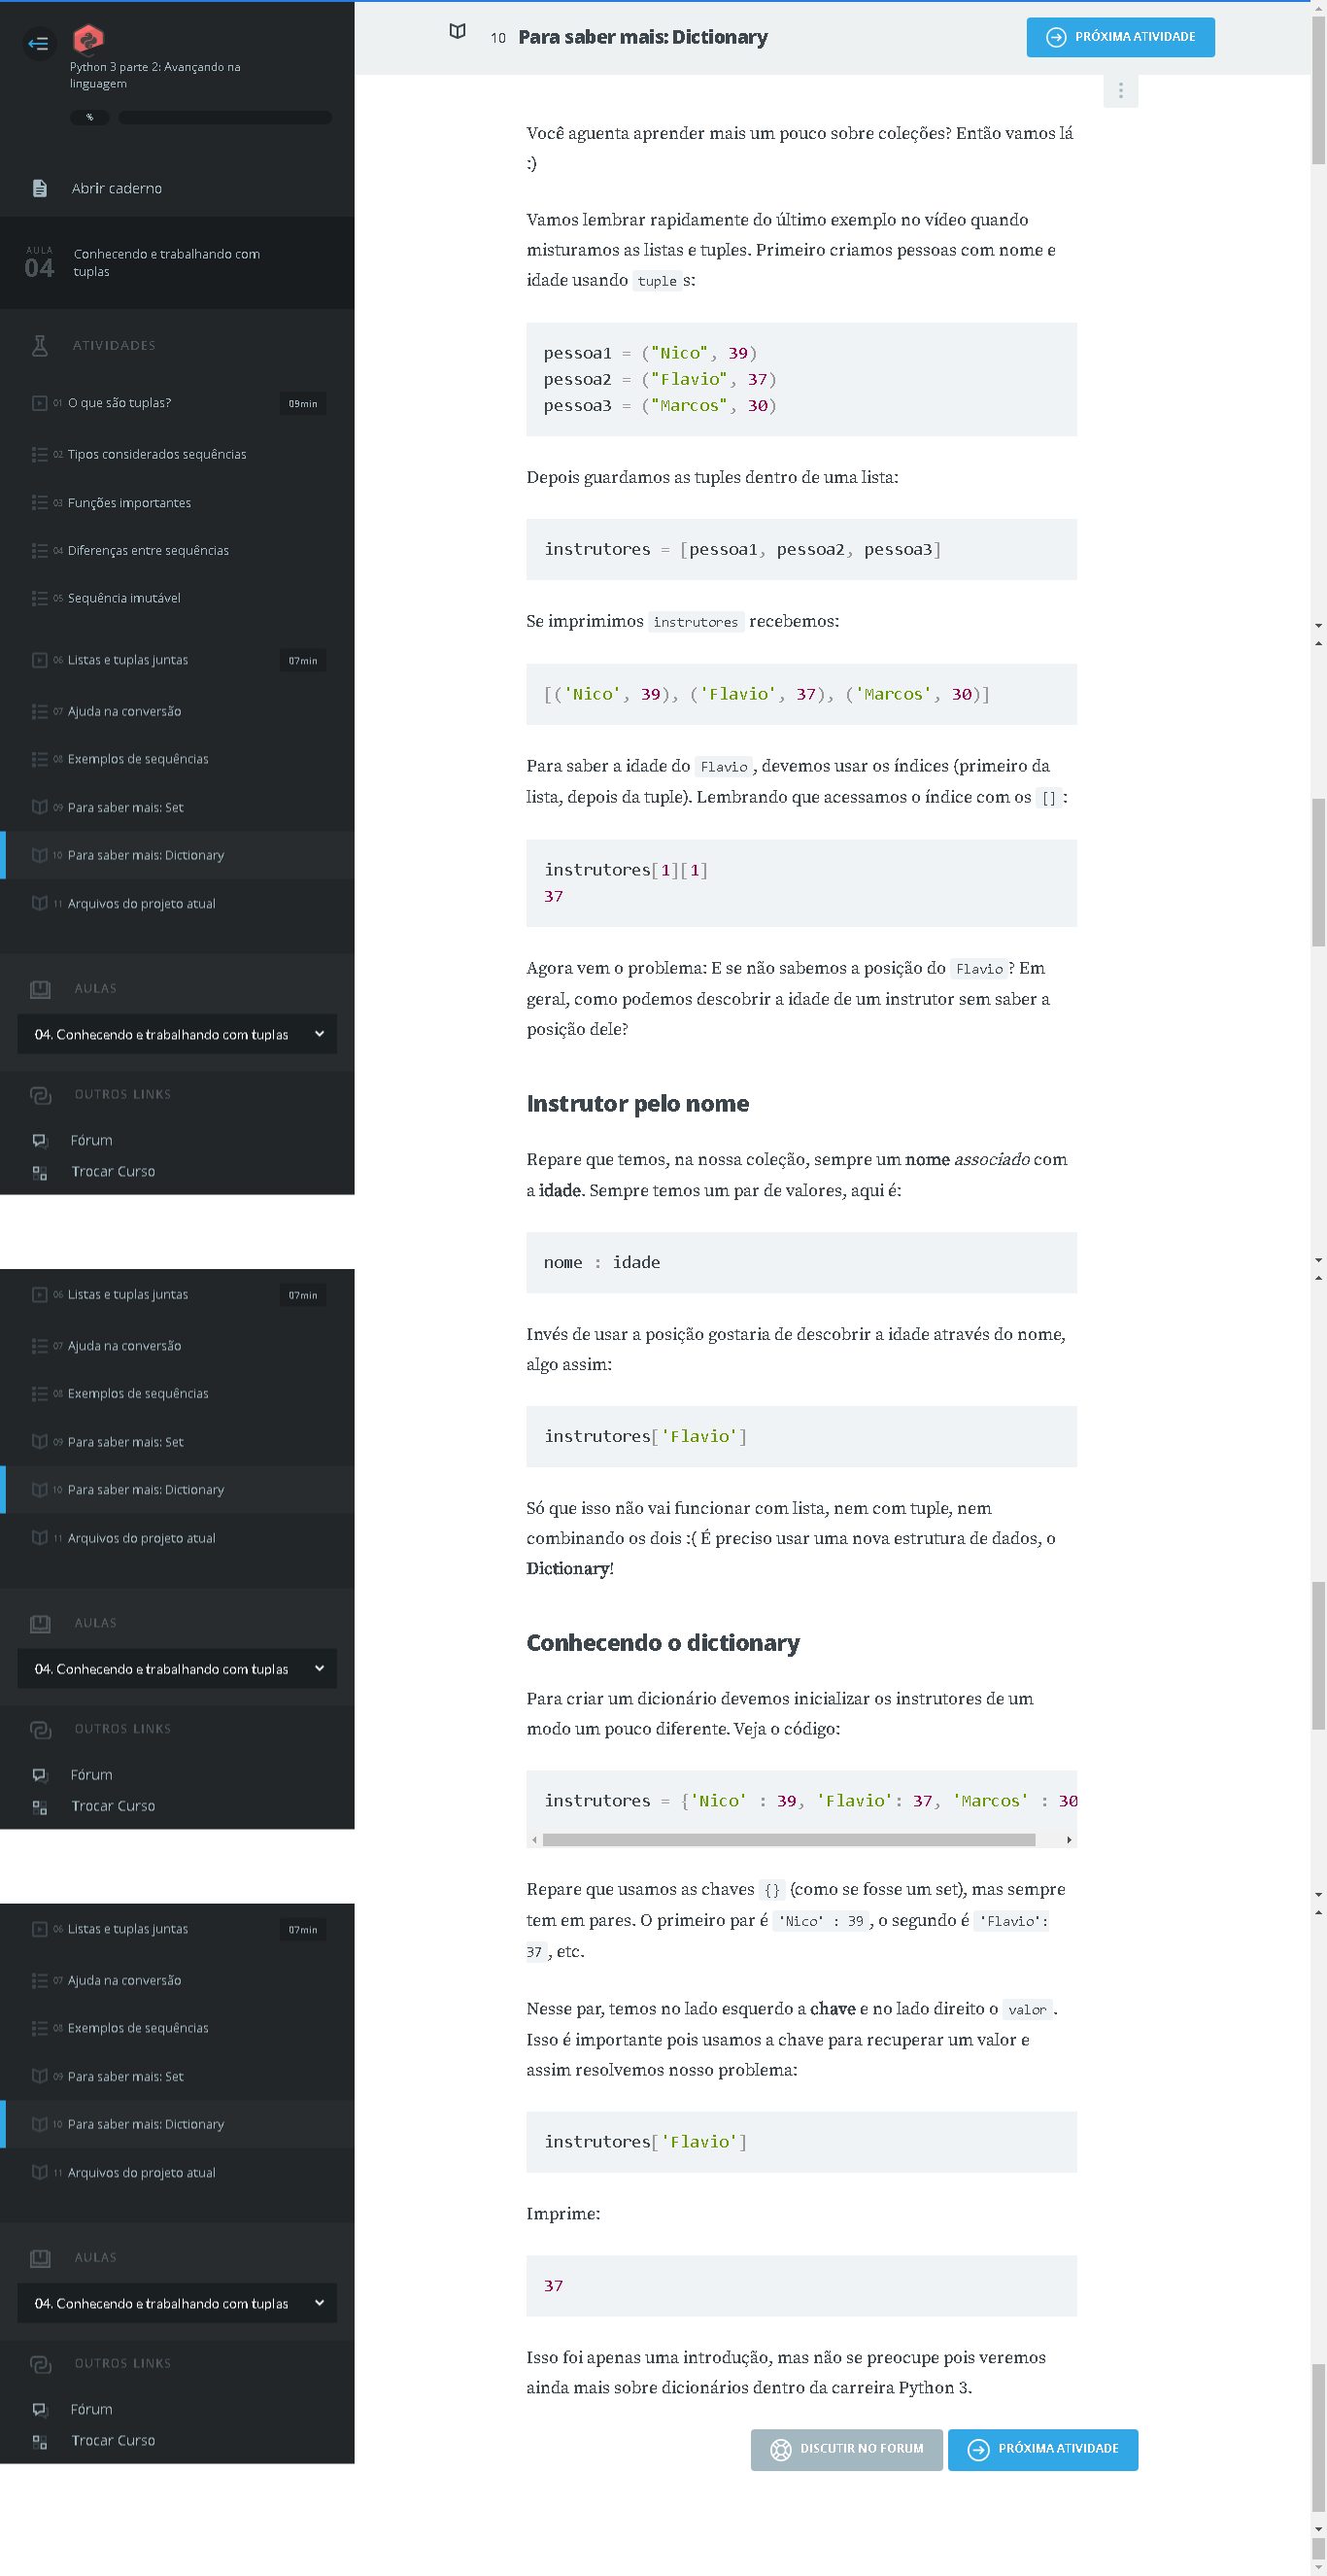 Python 3 parte 2: Avançando na
linguagem
%
Abrir caderno
AULA
04
Conhecendo e trabalhando com
tuplas
ATIVIDADES
01 O que são tuplas? 09min
02 Tipos considerados sequências
03 Funções importantes
04 Diferenças entre sequências
05 Sequência imutável
06 Listas e tuplas juntas 07min
07 Ajuda na conversão
08 Exemplos de sequências
09 Para saber mais: Set
10 Para saber mais: Dictionary
11 Arquivos do projeto atual
AULAS
04. Conhecendo e trabalhando com tuplas
OUTROS LINKS
Fórum
Trocar Curso
06 Listas e tuplas juntas 07min
07 Ajuda na conversão
08 Exemplos de sequências
09 Para saber mais: Set
10 Para saber mais: Dictionary
11 Arquivos do projeto atual
AULAS
04. Conhecendo e trabalhando com tuplas
OUTROS LINKS
Fórum
Trocar Curso
06 Listas e tuplas juntas 07min
07 Ajuda na conversão
08 Exemplos de sequências
09 Para saber mais: Set
10 Para saber mais: Dictionary
11 Arquivos do projeto atual
AULAS
04. Conhecendo e trabalhando com tuplas
OUTROS LINKS
Fórum
Trocar Curso
10 Para saber mais: Dictionary
PRÓXIMA ATIVIDADE
Você aguenta aprender mais um pouco sobre coleções? Então vamos lá
:)
Vamos lembrar rapidamente do último exemplo no vídeo quando
misturamos as listas e tuples. Primeiro criamos pessoas com nome e
idade usando tuple s:
pessoa1 = ("Nico", 39)
pessoa2 = ("Flavio", 37)
pessoa3 = ("Marcos", 30)
Depois guardamos as tuples dentro de uma lista:
instrutores = [pessoa1, pessoa2, pessoa3]
Se imprimimos instrutores recebemos:
[('Nico', 39), ('Flavio', 37), ('Marcos', 30)]
Para saber a idade do Flavio , devemos usar os índices (primeiro da
lista, depois da tuple). Lembrando que acessamos o índice com os [] :
instrutores[1][1]
37
Agora vem o problema: E se não sabemos a posição do Flavio ? Em
geral, como podemos descobrir a idade de um instrutor sem saber a
posição dele?
Instrutor pelo nome
Repare que temos, na nossa coleção, sempre um nome associado com
a idade. Sempre temos um par de valores, aqui é:
nome : idade
Invés de usar a posição gostaria de descobrir a idade através do nome,
algo assim:
instrutores['Flavio']
Só que isso não vai funcionar com lista, nem com tuple, nem
combinando os dois :( É preciso usar uma nova estrutura de dados, o
Dictionary!
Conhecendo o dictionary
Para criar um dicionário devemos inicializar os instrutores de um
modo um pouco diferente. Veja o código:
instrutores = {'Nico' : 39, 'Flavio': 37, 'Marcos' : 30
Repare que usamos as chaves {} (como se fosse um set), mas sempre
tem em pares. O primeiro par é 'Nico' : 39 , o segundo é 'Flavio':
37 , etc.
Nesse par, temos no lado esquerdo a chave e no lado direito o valor .
Isso é importante pois usamos a chave para recuperar um valor e
assim resolvemos nosso problema:
instrutores['Flavio']
Imprime:
37
Isso foi apenas uma introdução, mas não se preocupe pois veremos
ainda mais sobre dicionários dentro da carreira Python 3.
DISCUTIR NO FORUM
PRÓXIMA ATIVIDADE